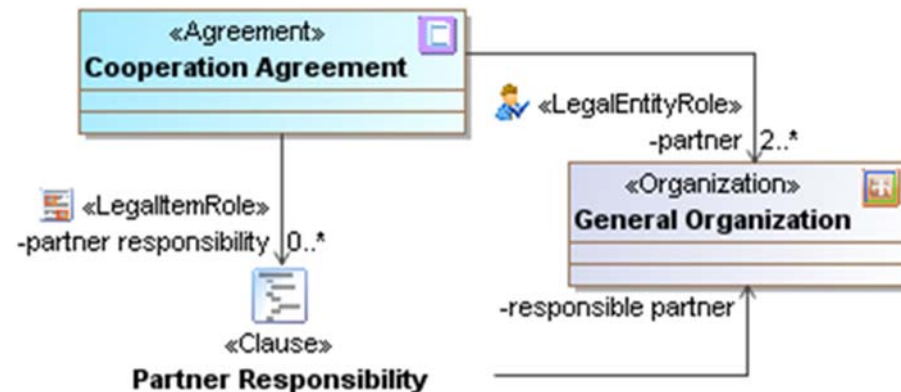 «Agreement»
Cooperation Agreement
«LegalEntityRole»
-partner 2..*
«LegalItemRole»
-partner responsibility 0..*
«Organization»
General Organization
-responsible partner
«Clause»
Partner Responsibility